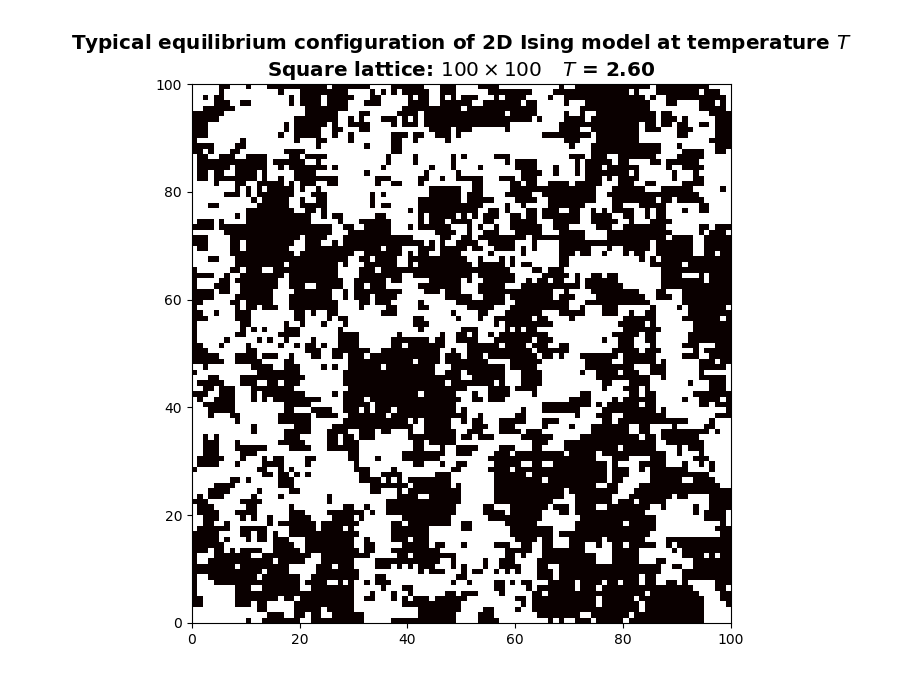 Typical equilibrium configuration of 2D Ising model at temperature T
Square lattice: 100 × 100 T = 2.60
100
80
60
40
20
0
0 20 40 60 80 100